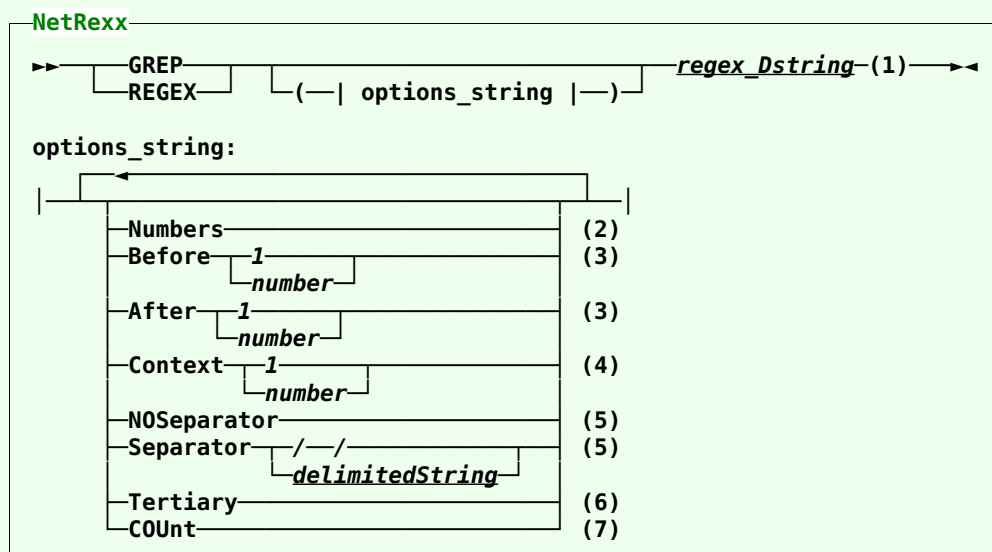 NetRexx
►►──┬──GREP───┬──┬──────────────────────────┬──regex_Dstring─(1)───►◄
└──REGEX──┘ └─(──| options_string |──)─┘
options_string:
┌──◄──────────────────────────────────┐
|───┴─┬──────────────────────────────────┬─┴──|
├─Numbers──────────────────────────┤ (2)
├─Before──┬─1───────┬──────────────┤ (3)
│ └─number──┘ │
├─After──┬─1────────┬──────────────┤ (3)
│ └─number───┘ │
├─Context──┬─1────────┬────────────┤ (4)
│ └─number───┘ │
├─NOSeparator──────────────────────┤ (5)
├─Separator──┬─/──/─────────────┬──┤ (5)
│ └─delimitedString──┘ │
├─Tertiary─────────────────────────┤ (6)
└─COUnt────────────────────────────┘ (7)